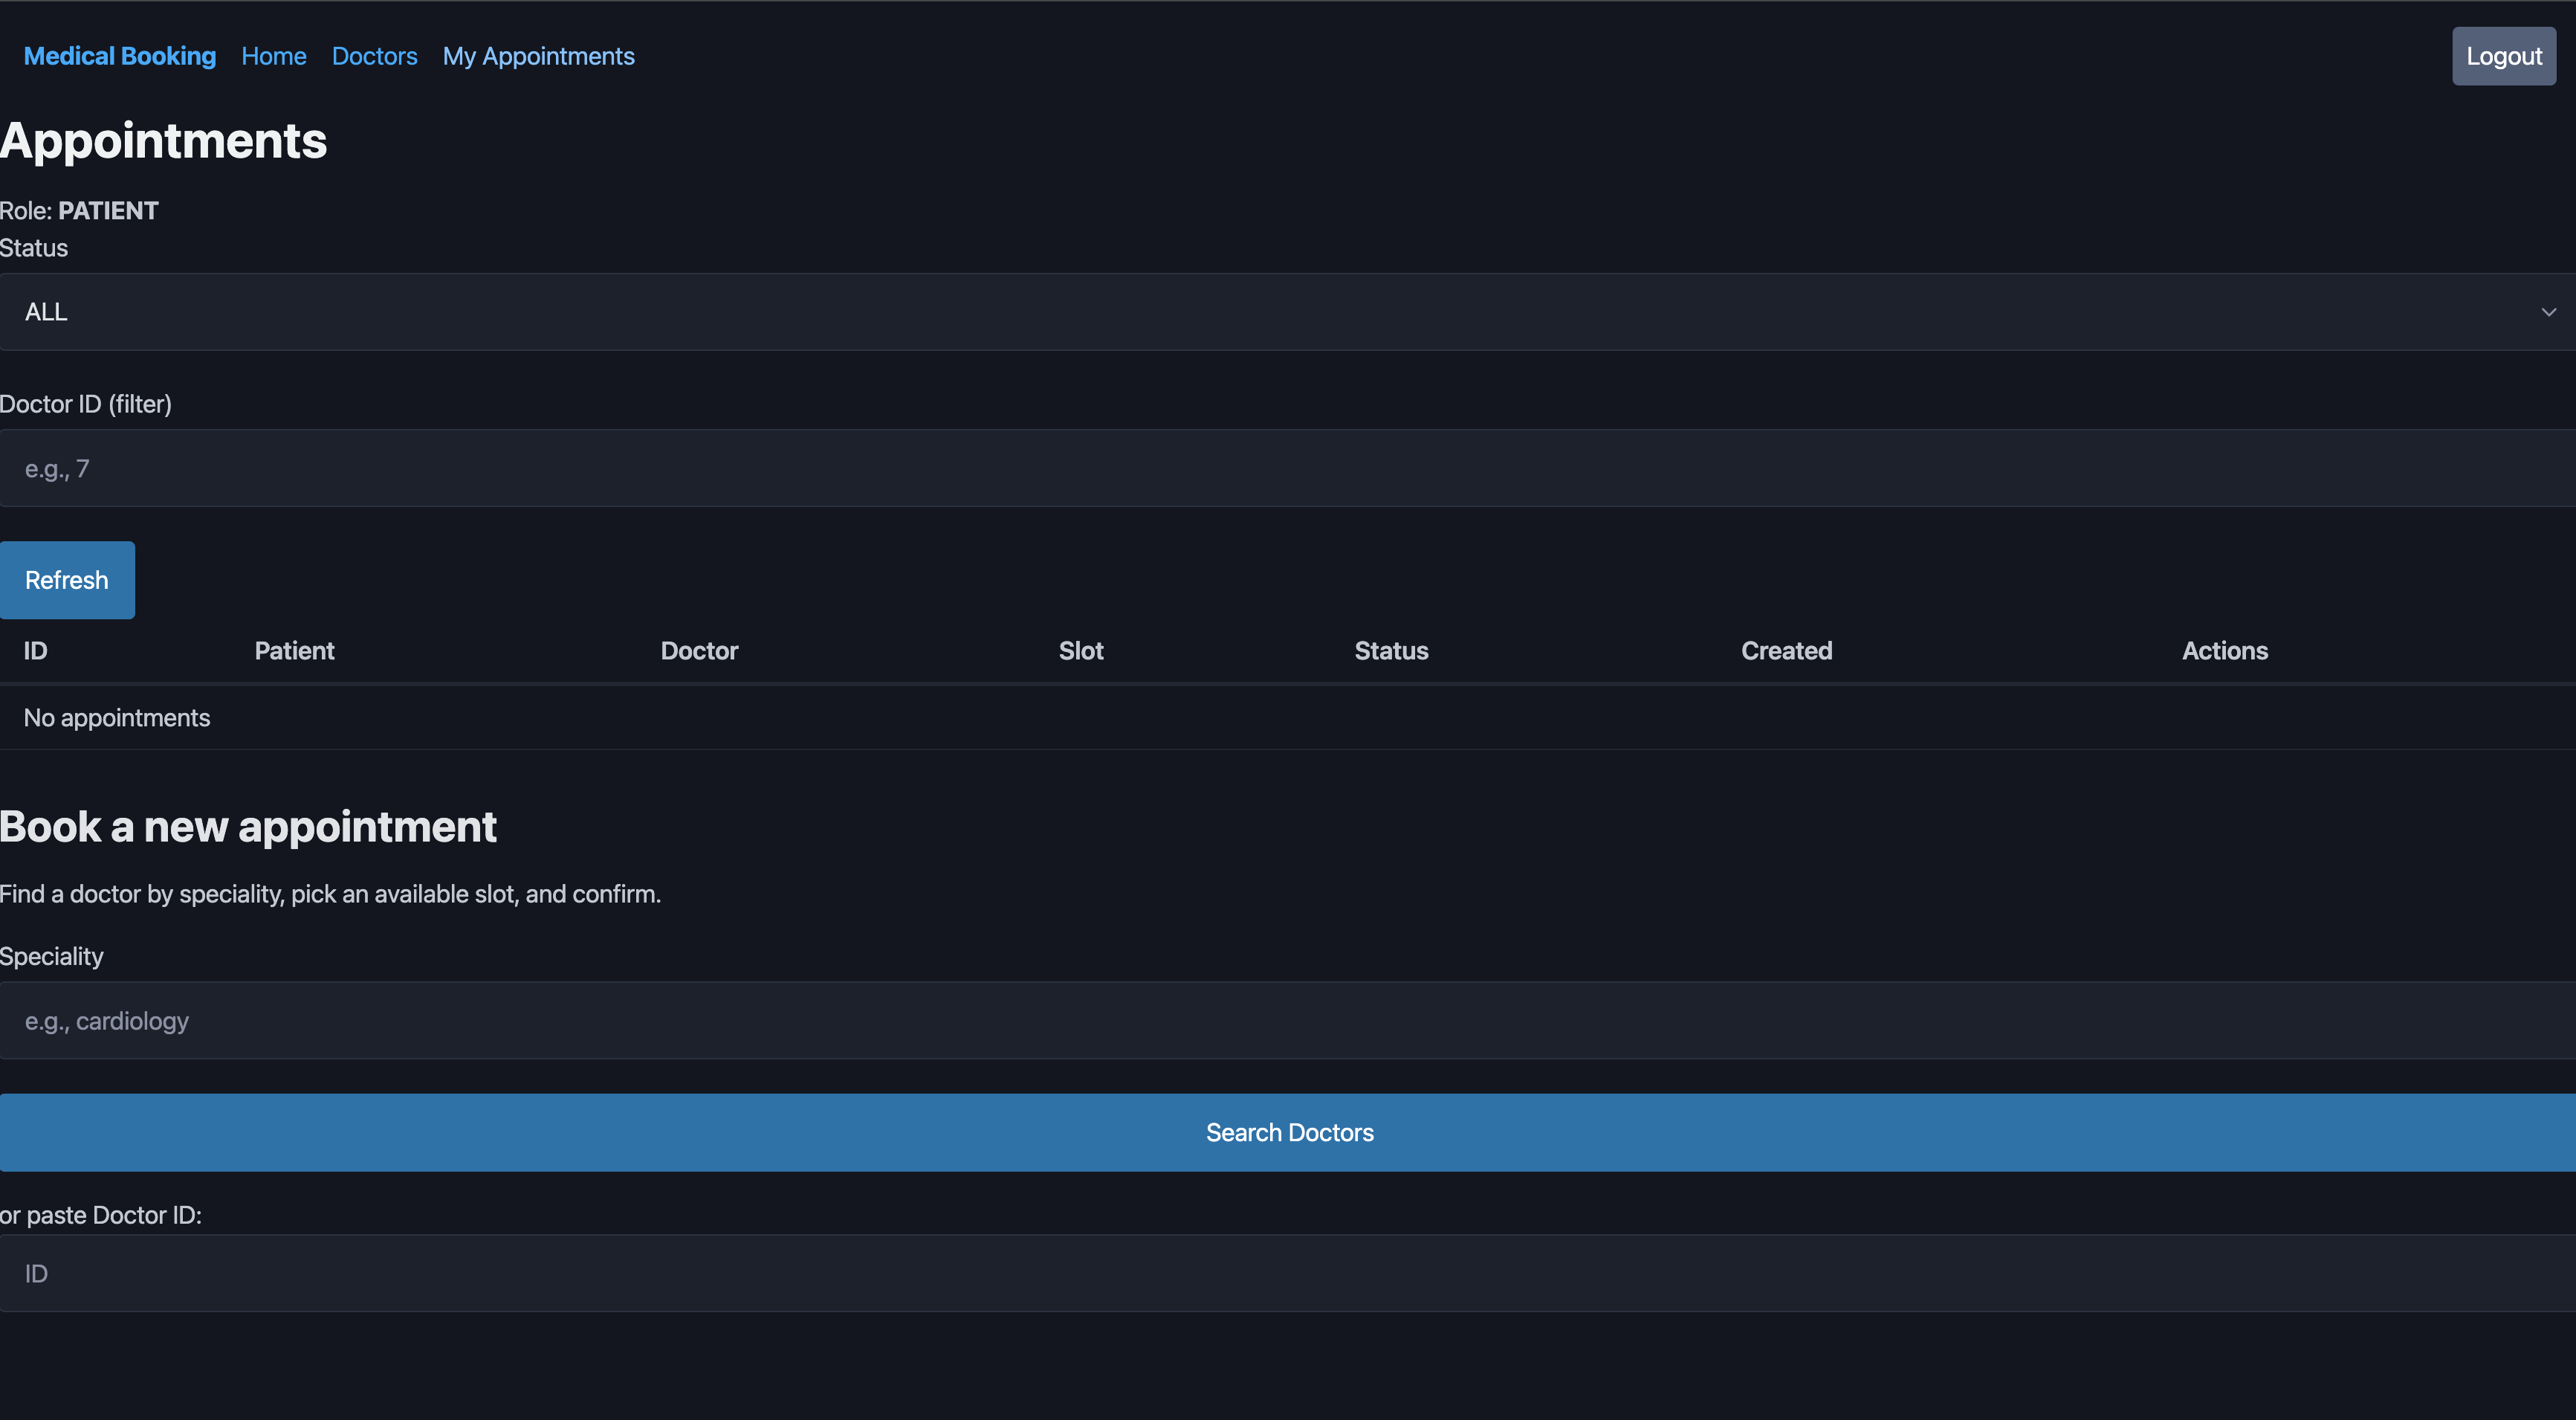 Medical Booking Home Doctors My Appointments Logout
Appointments
Role: PATIENT
Status
ALL
Doctor ID (filter)
e.g., 7
Refresh
ID Patient Doctor Slot Status Created Actions
No appointments
Book a new appointment
Find a doctor by speciality, pick an available slot, and confirm.
Speciality
e.g., cardiology
Search Doctors
or paste Doctor ID:
ID